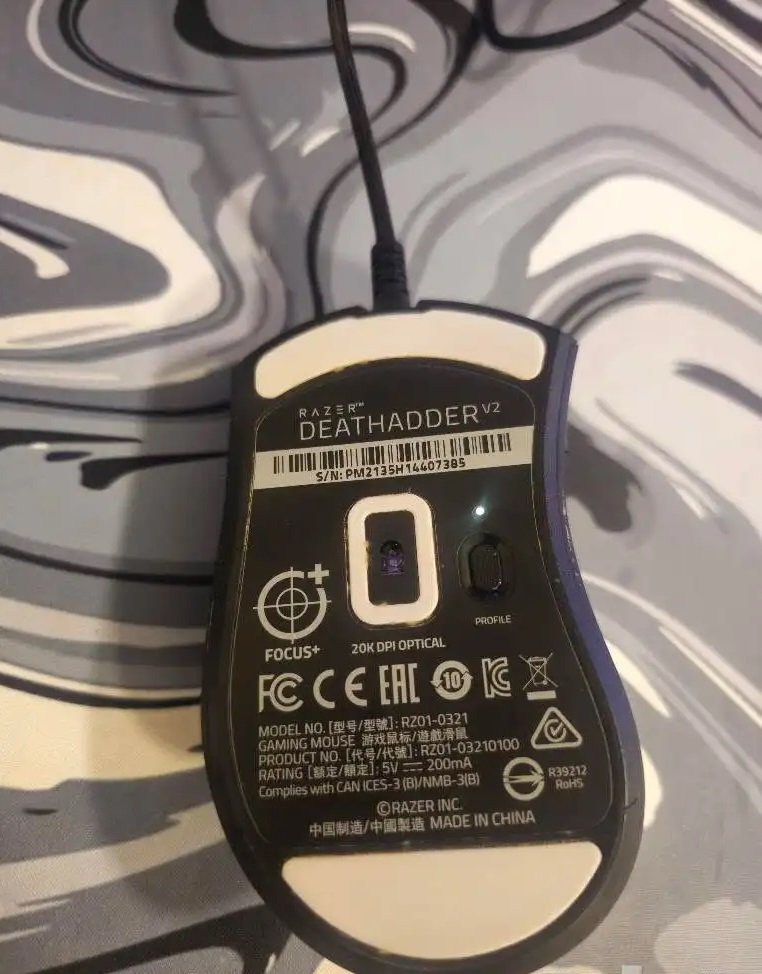 RAZER™
DEATHADDER V2
S/N: PM2135H14407385
FOCUS+
20K DPI OPTICAL
PROFILE
FC CE EAC 10 KC
MODEL NO. [型号/型號]: RZ01-0321
GAMING MOUSE 游戏鼠标/遊戲滑鼠
PRODUCT NO. [代号/代號]: RZ01-03210100
RATING [额定/額定]: 5V ⎓ 200mA
Complies with CAN ICES-3 (B)/NMB-3(B)
R39212
RoHS
©RAZER INC.
中国制造/中國製造 MADE IN CHINA